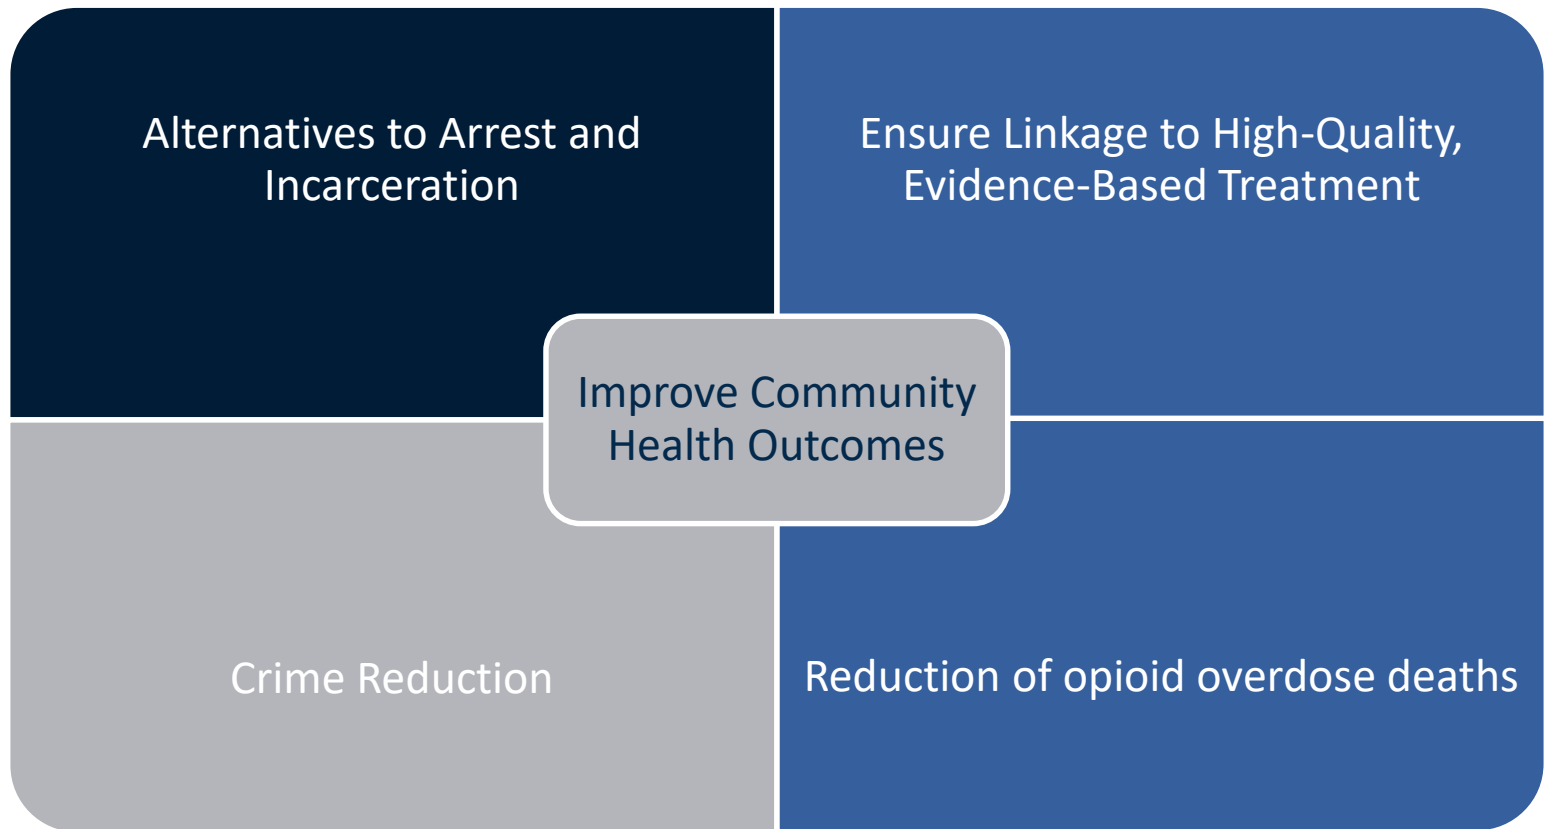 Alternatives to Arrest and
Incarceration
Ensure Linkage to High-Quality,
Evidence-Based Treatment
Improve Community
Health Outcomes
Crime Reduction
Reduction of opioid overdose deaths